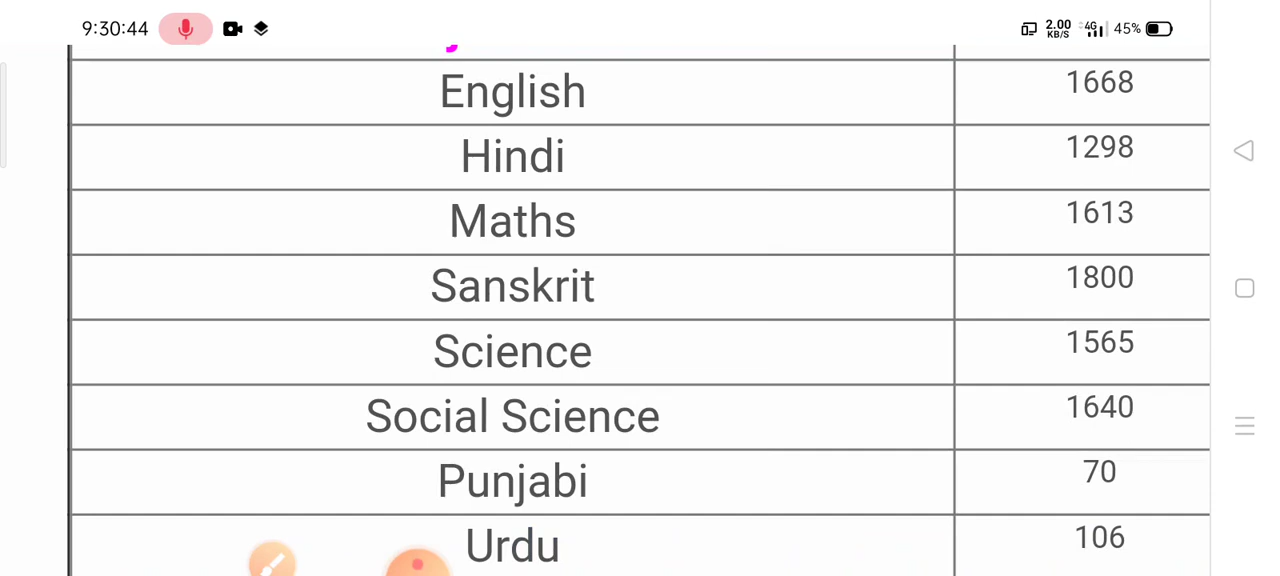 9:30:44 2.00 KB/S 4G 45%
English 1668
Hindi 1298
Maths 1613
Sanskrit 1800
Science 1565
Social Science 1640
Punjabi 70
Urdu 106